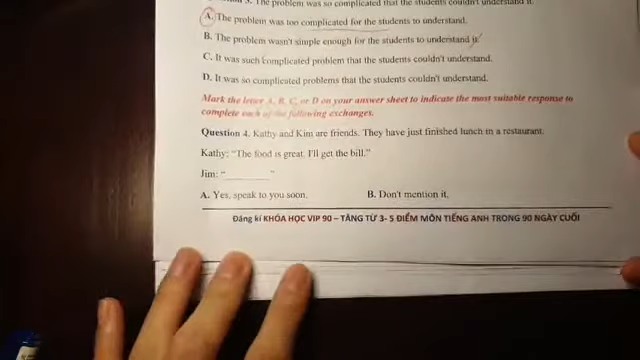 The problem was so complicated that the students couldn't understand it.
A. The problem was too complicated for the students to understand.
B. The problem wasn't simple enough for the students to understand it.
C. It was such complicated problem that the students couldn't understand.
D. It was so complicated problems that the students couldn't understand.
Mark the letter A, B, C, or D on your answer sheet to indicate the most suitable response to
complete each of the following exchanges.
Question 4. Kathy and Kim are friends. They have just finished lunch in a restaurant.
Kathy: "The food is great. I'll get the bill."
Jim: "________"
A. Yes, speak to you soon. B. Don't mention it.
Đăng kí KHÓA HỌC VIP 90 – TĂNG TỪ 3- 5 ĐIỂM MÔN TIẾNG ANH TRONG 90 NGÀY CUỐI